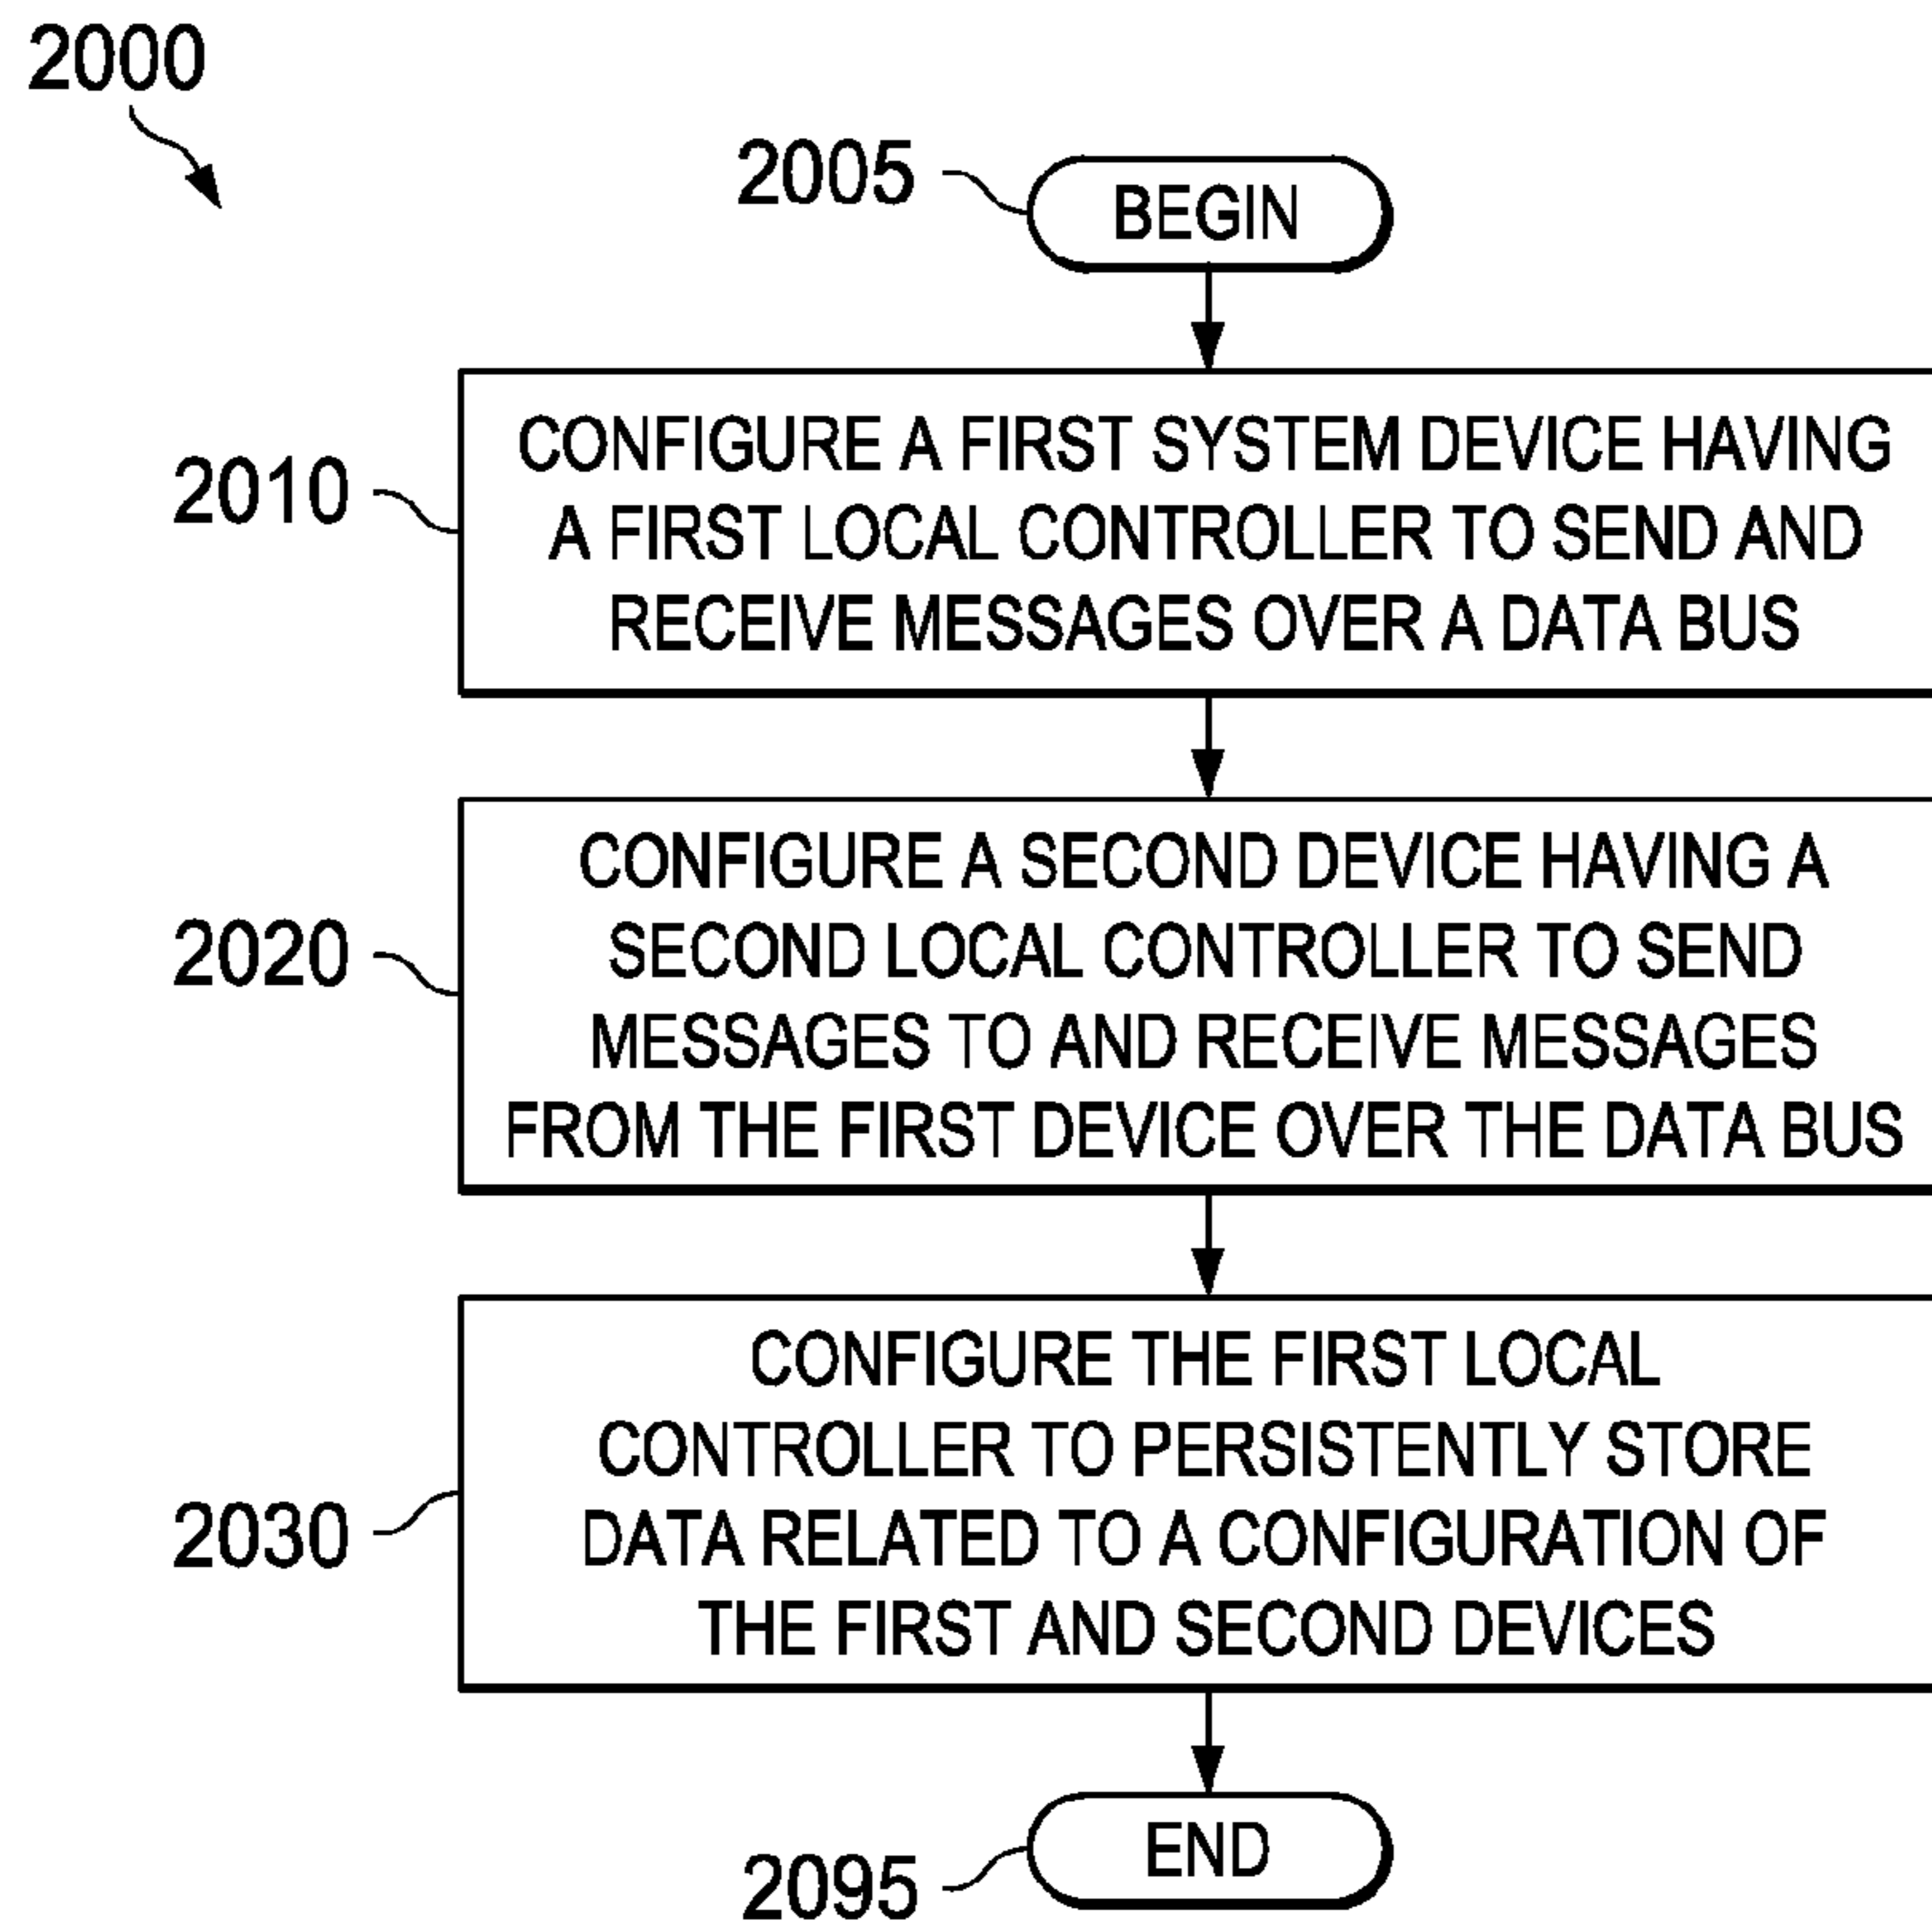 2000
2005
BEGIN
2010
CONFIGURE A FIRST SYSTEM DEVICE HAVING
A FIRST LOCAL CONTROLLER TO SEND AND
RECEIVE MESSAGES OVER A DATA BUS
2020
CONFIGURE A SECOND DEVICE HAVING A
SECOND LOCAL CONTROLLER TO SEND
MESSAGES TO AND RECEIVE MESSAGES
FROM THE FIRST DEVICE OVER THE DATA BUS
2030
CONFIGURE THE FIRST LOCAL
CONTROLLER TO PERSISTENTLY STORE
DATA RELATED TO A CONFIGURATION OF
THE FIRST AND SECOND DEVICES
2095
END